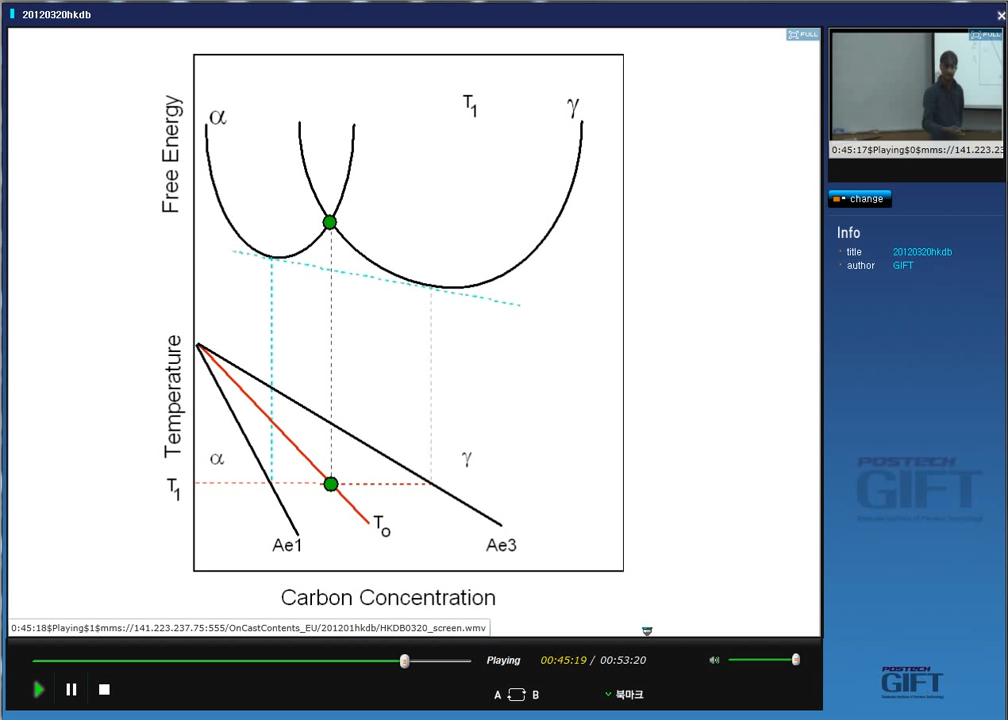 20120320hkdb
FULL
FULL
α
T1
γ
Free Energy
0:45:17$Playing$0$mms://141.223.23
change
Info
title 20120320hkdb
author GIFT
Temperature
α
γ
T1
To
Ae1
Ae3
POSTECH
GIFT
Carbon Concentration
0:45:18$Playing$1$mms://141.223.237.75:555/OnCastContents_EU/201201hkdb/HKDB0320_screen.wmv
Playing 00:45:19 / 00:53:20
A B
북마크
POSTECH
GIFT